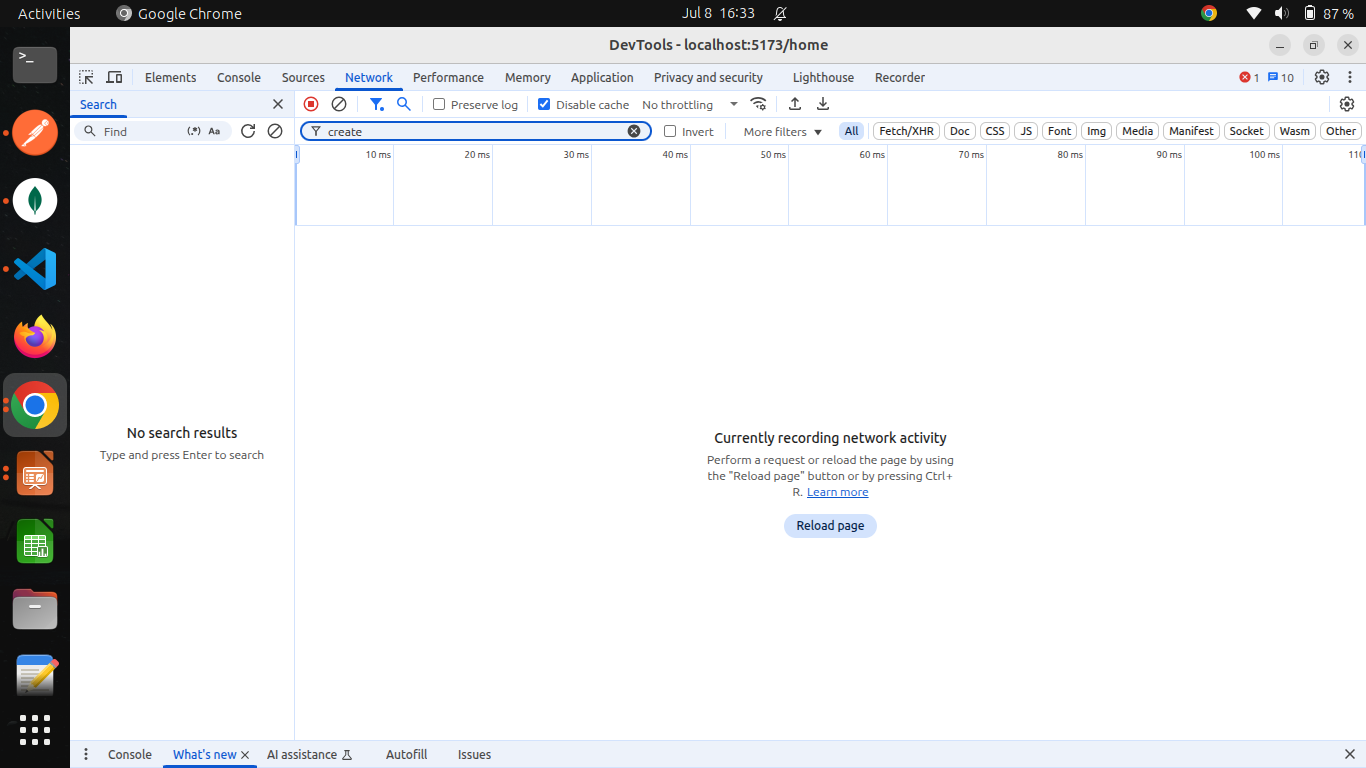 Activities Google Chrome Jul 8 16:33 87 %
DevTools - localhost:5173/home
Elements Console Sources Network Performance Memory Application Privacy and security Lighthouse Recorder 1 10
Search Preserve log Disable cache No throttling
Find (.*) Aa create Invert More filters All Fetch/XHR Doc CSS JS Font Img Media Manifest Socket Wasm Other
10 ms 20 ms 30 ms 40 ms 50 ms 60 ms 70 ms 80 ms 90 ms 100 ms 110
No search results
Type and press Enter to search
Currently recording network activity
Perform a request or reload the page by using
the "Reload page" button or by pressing Ctrl+
R. Learn more
Reload page
Console What's new AI assistance Autofill Issues